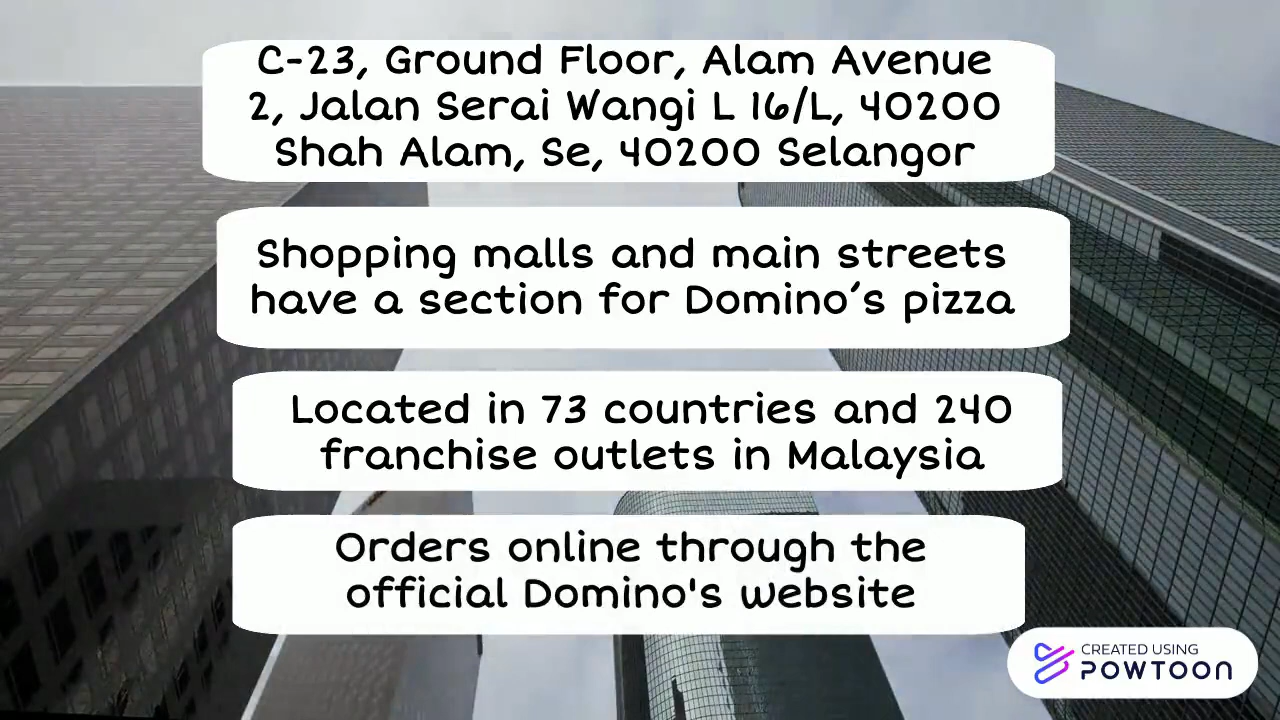 C-23, Ground Floor, Alam Avenue
2, Jalan Serai Wangi L 16/L, 40200
Shah Alam, Se, 40200 Selangor
Shopping malls and main streets
have a section for Domino´s pizza
Located in 73 countries and 240
franchise outlets in Malaysia
Orders online through the
official Domino's website
CREATED USING
POWTOON